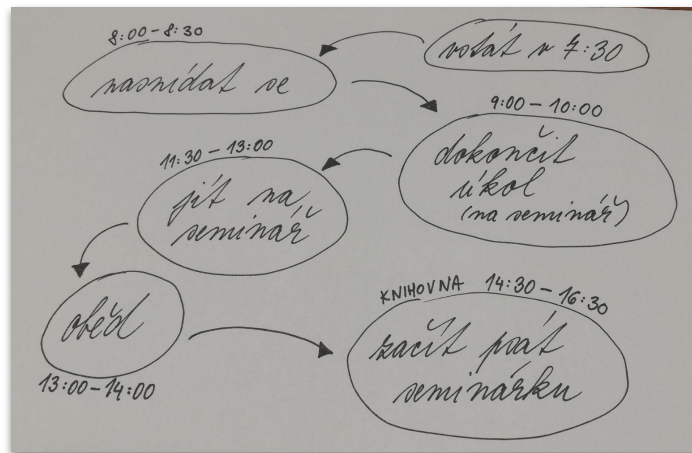 vstát v 7:30
8:00 – 8:30
nasnídat se
9:00 – 10:00
dokončit
úkol
(na seminář)
11:30 – 13:00
jít na
seminář
oběd
13:00 – 14:00
KNIHOVNA 14:30 – 16:30
začít psát
seminárku